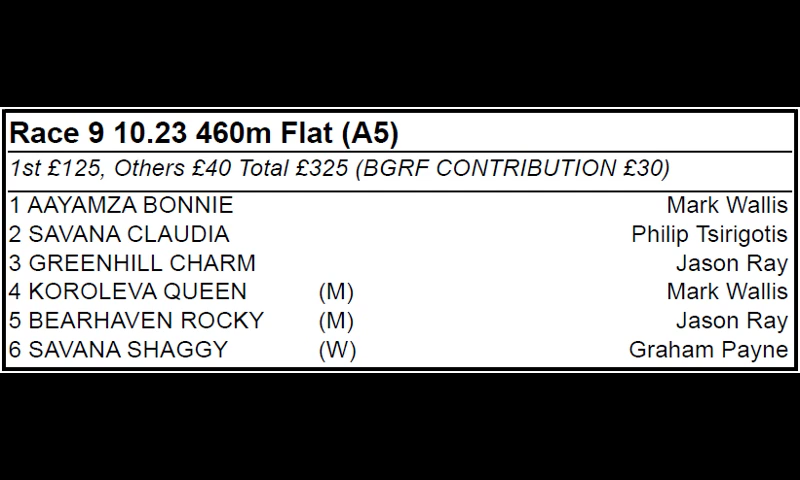 Race 9 10.23 460m Flat (A5)
1st £125, Others £40 Total £325 (BGRF CONTRIBUTION £30)
1 AAYAMZA BONNIE Mark Wallis
2 SAVANA CLAUDIA Philip Tsirigotis
3 GREENHILL CHARM Jason Ray
4 KOROLEVA QUEEN (M) Mark Wallis
5 BEARHAVEN ROCKY (M) Jason Ray
6 SAVANA SHAGGY (W) Graham Payne